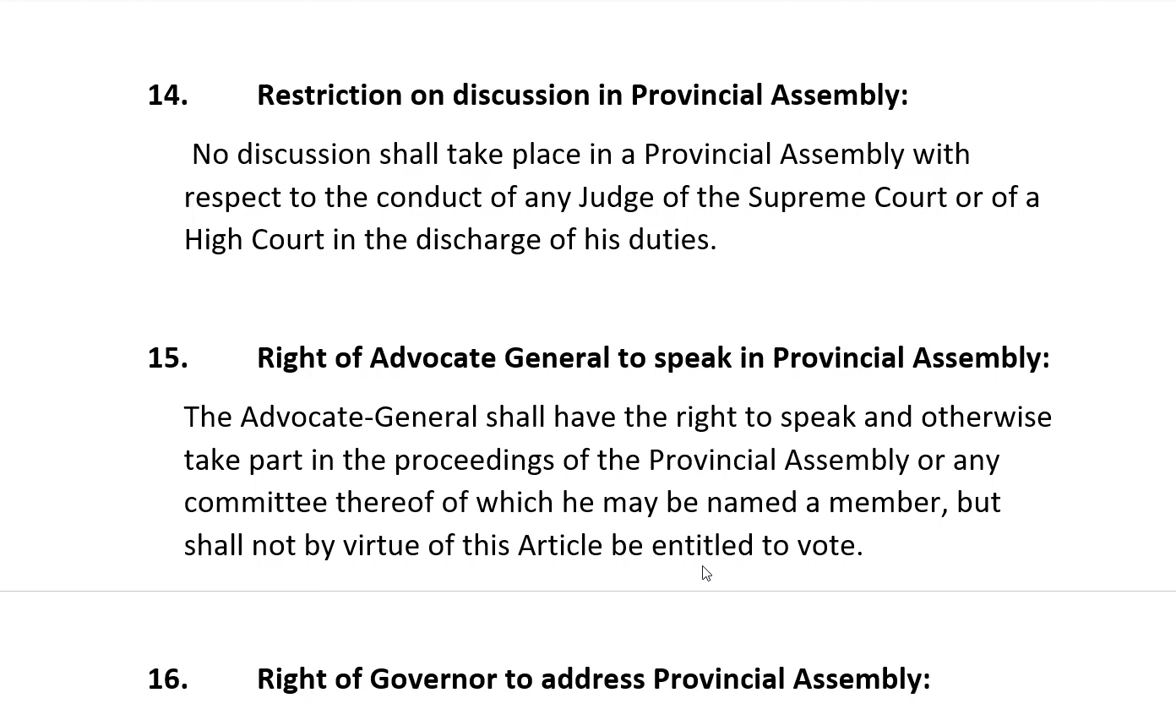 14. Restriction on discussion in Provincial Assembly:
No discussion shall take place in a Provincial Assembly with
respect to the conduct of any Judge of the Supreme Court or of a
High Court in the discharge of his duties.
15. Right of Advocate General to speak in Provincial Assembly:
The Advocate-General shall have the right to speak and otherwise
take part in the proceedings of the Provincial Assembly or any
committee thereof of which he may be named a member, but
shall not by virtue of this Article be entitled to vote.
16. Right of Governor to address Provincial Assembly: